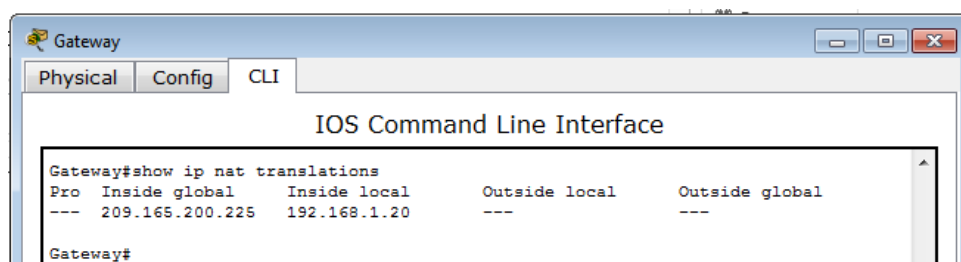 Gateway
Physical Config CLI
IOS Command Line Interface
Gateway#show ip nat translations
Pro Inside global Inside local Outside local Outside global
--- 209.165.200.225 192.168.1.20 --- ---
Gateway#